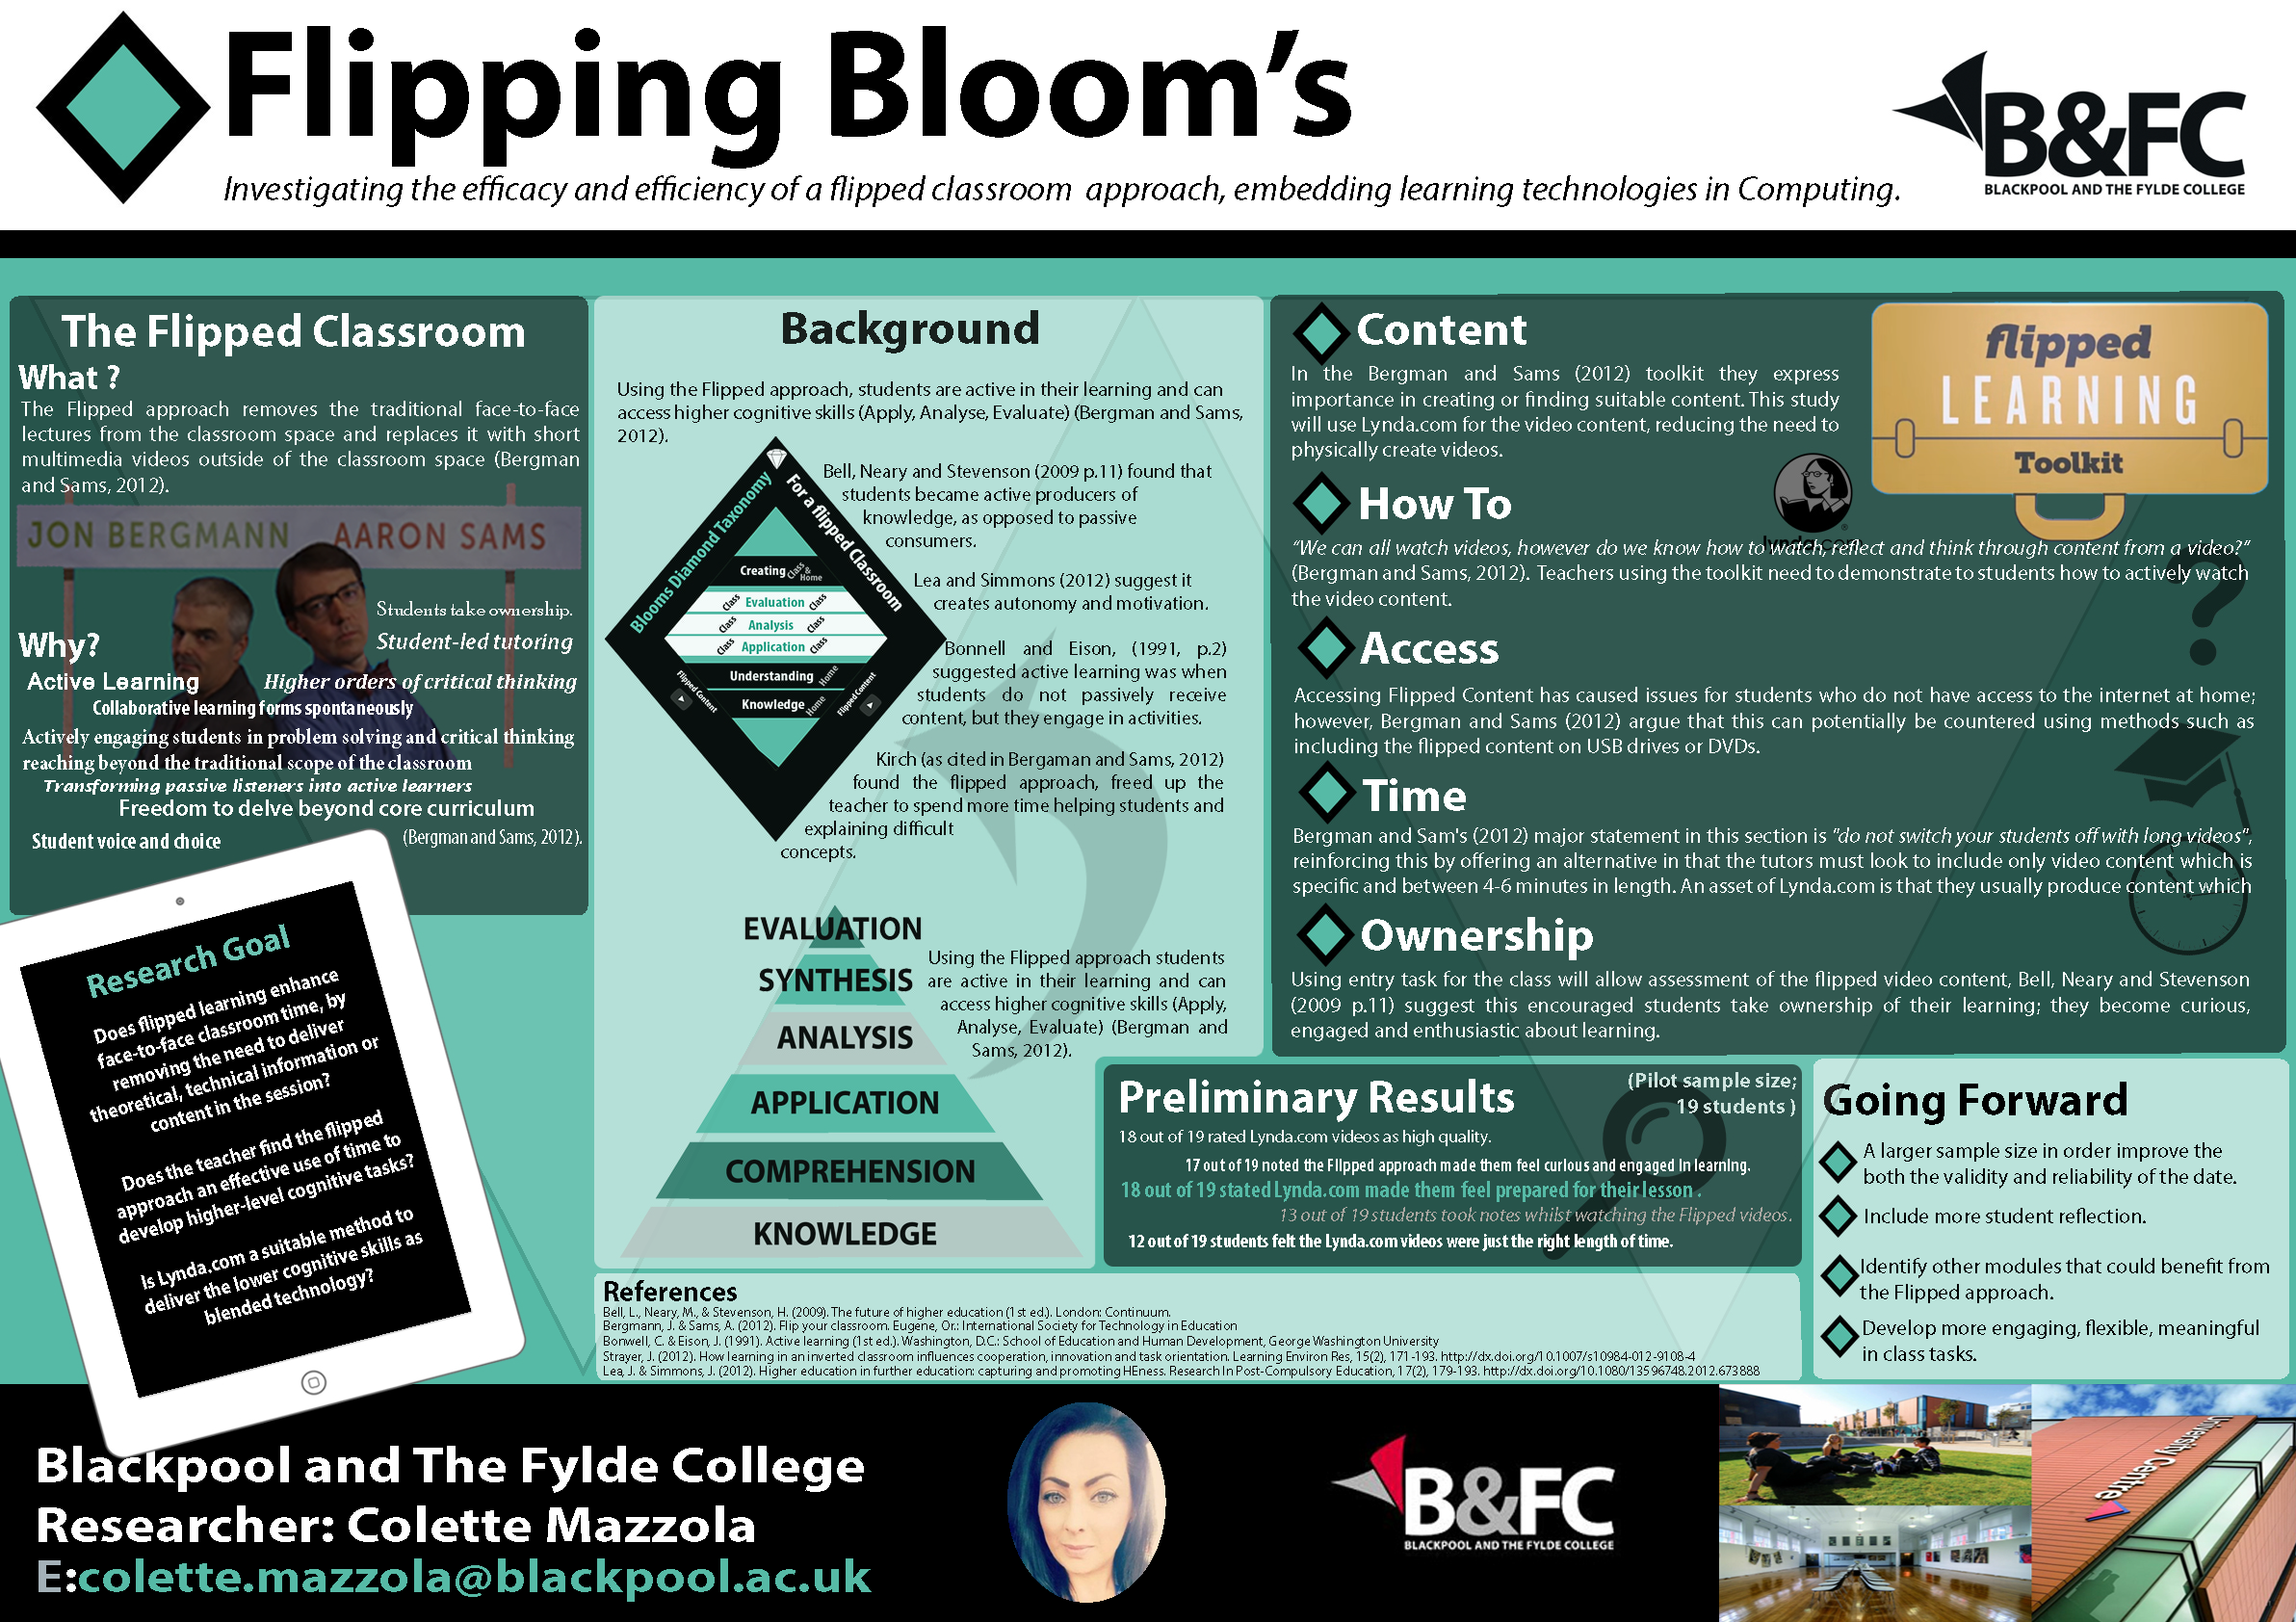 Flipping Bloom's
Investigating the efficacy and efficiency of a flipped classroom approach, embedding learning technologies in Computing.
B&FC
BLACKPOOL AND THE FYLDE COLLEGE
The Flipped Classroom
What ?
The Flipped approach removes the traditional face-to-face
lectures from the classroom space and replaces it with short
multimedia videos outside of the classroom space (Bergman
and Sams, 2012).
JON BERGMANN AARON SAMS
Students take ownership.
Why?
Student-led tutoring
Active Learning
Higher orders of critical thinking
Collaborative learning forms spontaneously
Actively engaging students in problem solving and critical thinking
reaching beyond the traditional scope of the classroom
Transforming passive listeners into active learners
Freedom to delve beyond core curriculum
Student voice and choice
(Bergman and Sams, 2012).
Research Goal
Does flipped learning enhance
face-to-face classroom time, by
removing the need to deliver
theoretical, technical information or
content in the session?
Does the teacher find the flipped
approach an effective use of time to
develop higher-level cognitive tasks?
Is Lynda.com a suitable method to
deliver the lower cognitive skills as
blended technology?
Background
Using the Flipped approach, students are active in their learning and can
access higher cognitive skills (Apply, Analyse, Evaluate) (Bergman and Sams,
2012).
Blooms Diamond Taxonomy
For a flipped Classroom
Creating Class & Home
Class Evaluation Class
Class Analysis Class
Class Application Class
Understanding Home
Knowledge Home
Flipped Content
Flipped Content
Bell, Neary and Stevenson (2009 p.11) found that
students became active producers of
knowledge, as opposed to passive
consumers.
Lea and Simmons (2012) suggest it
creates autonomy and motivation.
Bonnell and Eison, (1991, p.2)
suggested active learning was when
students do not passively receive
content, but they engage in activities.
Kirch (as cited in Bergaman and Sams, 2012)
found the flipped approach, freed up the
teacher to spend more time helping students and
explaining difficult
concepts.
EVALUATION
SYNTHESIS
ANALYSIS
APPLICATION
COMPREHENSION
KNOWLEDGE
Using the Flipped approach students
are active in their learning and can
access higher cognitive skills (Apply,
Analyse, Evaluate) (Bergman and
Sams, 2012).
Content
In the Bergman and Sams (2012) toolkit they express
importance in creating or finding suitable content. This study
will use Lynda.com for the video content, reducing the need to
physically create videos.
flipped
LEARNING
Toolkit
lynda.com
How To
“We can all watch videos, however do we know how to watch, reflect and think through content from a video?”
(Bergman and Sams, 2012). Teachers using the toolkit need to demonstrate to students how to actively watch
the video content.
?
Access
Accessing Flipped Content has caused issues for students who do not have access to the internet at home;
however, Bergman and Sams (2012) argue that this can potentially be countered using methods such as
including the flipped content on USB drives or DVDs.
Time
Bergman and Sam's (2012) major statement in this section is "do not switch your students off with long videos",
reinforcing this by offering an alternative in that the tutors must look to include only video content which is
specific and between 4-6 minutes in length. An asset of Lynda.com is that they usually produce content which
Ownership
Using entry task for the class will allow assessment of the flipped video content, Bell, Neary and Stevenson
(2009 p.11) suggest this encouraged students take ownership of their learning; they become curious,
engaged and enthusiastic about learning.
Preliminary Results
(Pilot sample size;
19 students )
18 out of 19 rated Lynda.com videos as high quality.
17 out of 19 noted the Flipped approach made them feel curious and engaged in learning.
18 out of 19 stated Lynda.com made them feel prepared for their lesson .
13 out of 19 students took notes whilst watching the Flipped videos.
12 out of 19 students felt the Lynda.com videos were just the right length of time.
Going Forward
A larger sample size in order improve the
both the validity and reliability of the date.
Include more student reflection.
Identify other modules that could benefit from
the Flipped approach.
Develop more engaging, flexible, meaningful
in class tasks.
References
Bell, L., Neary, M., & Stevenson, H. (2009). The future of higher education (1st ed.). London: Continuum.
Bergmann, J. & Sams, A. (2012). Flip your classroom. Eugene, Or.: International Society for Technology in Education
Bonwell, C. & Eison, J. (1991). Active learning (1st ed.). Washington, D.C.: School of Education and Human Development, George Washington University
Strayer, J. (2012). How learning in an inverted classroom influences cooperation, innovation and task orientation. Learning Environ Res, 15(2), 171-193. http://dx.doi.org/10.1007/s10984-012-9108-4
Lea, J. & Simmons, J. (2012). Higher education in further education: capturing and promoting HEness. Research In Post-Compulsory Education, 17(2), 179-193. http://dx.doi.org/10.1080/13596748.2012.673888
Blackpool and The Fylde College
Researcher: Colette Mazzola
E:colette.mazzola@blackpool.ac.uk
B&FC
BLACKPOOL AND THE FYLDE COLLEGE
University Centre